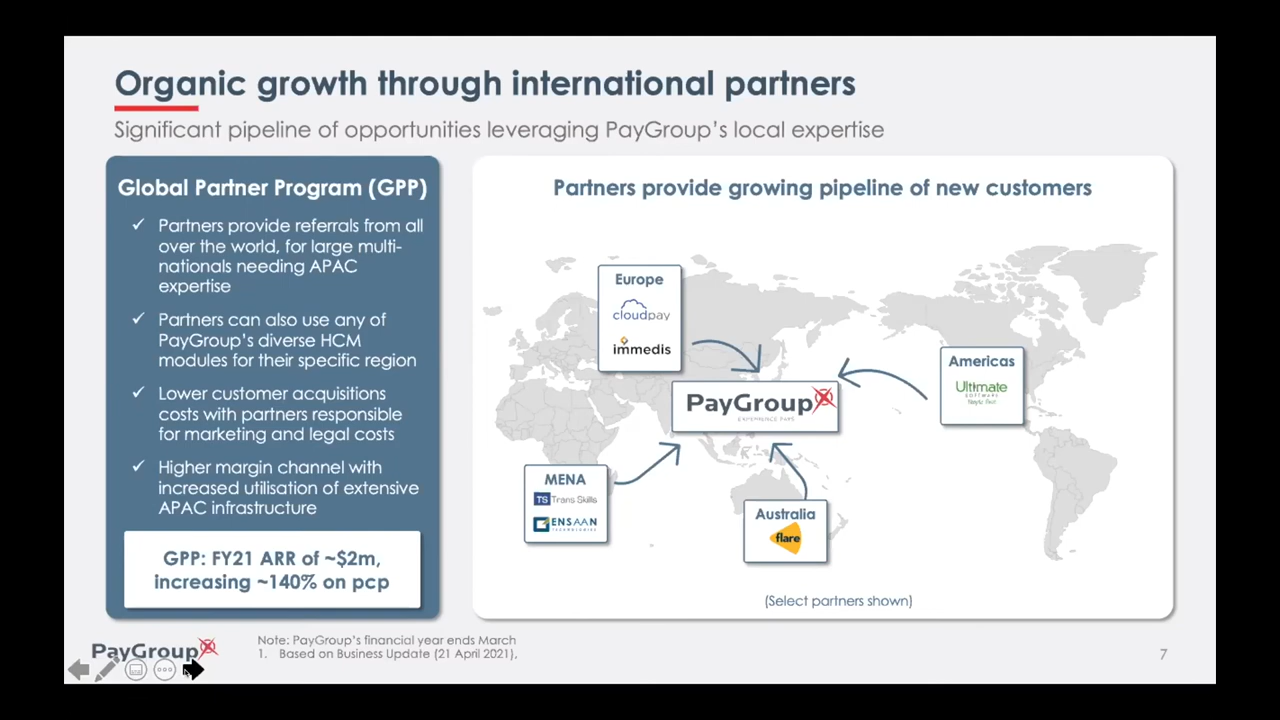 Organic growth through international partners
Significant pipeline of opportunities leveraging PayGroup's local expertise
Global Partner Program (GPP)
✓ Partners provide referrals from all
over the world, for large multi-
nationals needing APAC
expertise
✓ Partners can also use any of
PayGroup's diverse HCM
modules for their specific region
✓ Lower customer acquisitions
costs with partners responsible
for marketing and legal costs
✓ Higher margin channel with
increased utilisation of extensive
APAC infrastructure
GPP: FY21 ARR of ~$2m,
increasing ~140% on pcp
Partners provide growing pipeline of new customers
Europe
cloudpay
immedis
Americas
Ultimate
SOFTWARE
PayGroup
EXPERIENCE PAYS
MENA
TS Trans Skills
ENSAAN
TECHNOLOGIES
Australia
flare
(Select partners shown)
PayGroup
Note: PayGroup's financial year ends March
1. Based on Business Update (21 April 2021),
7